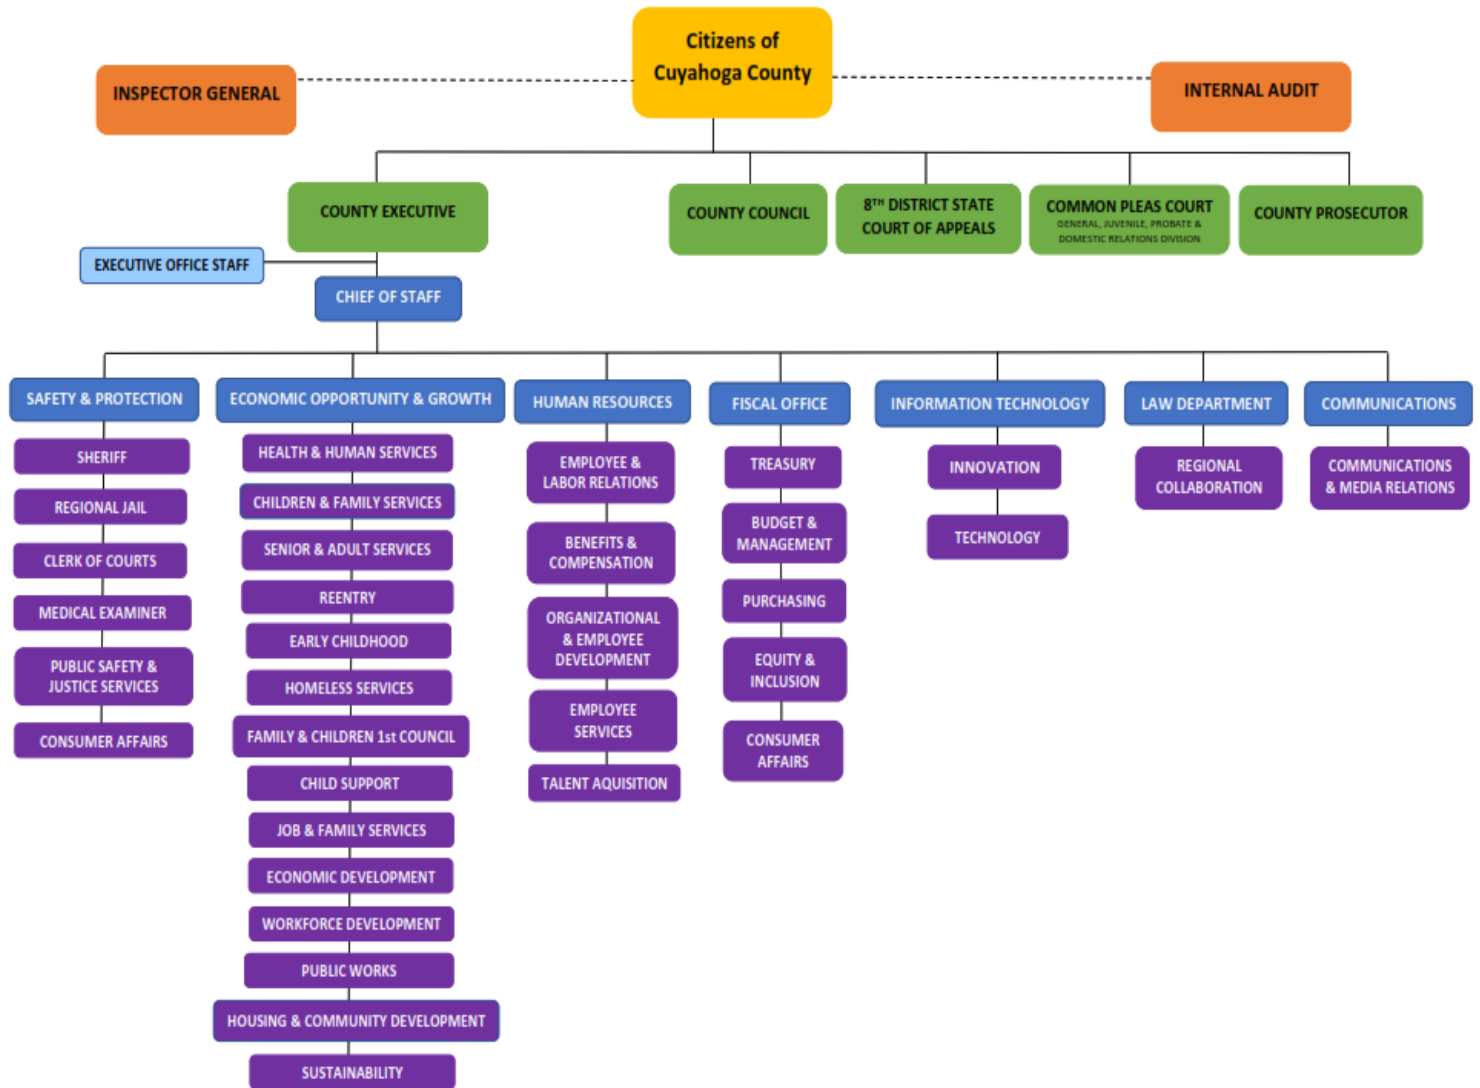 Citizens of
Cuyahoga County
INSPECTOR GENERAL
INTERNAL AUDIT
COUNTY EXECUTIVE
COUNTY COUNCIL
8TH DISTRICT STATE
COURT OF APPEALS
COMMON PLEAS COURT
GENERAL, JUVENILE, PROBATE &
DOMESTIC RELATIONS DIVISION
COUNTY PROSECUTOR
EXECUTIVE OFFICE STAFF
CHIEF OF STAFF
SAFETY & PROTECTION
SHERIFF
REGIONAL JAIL
CLERK OF COURTS
MEDICAL EXAMINER
PUBLIC SAFETY &
JUSTICE SERVICES
CONSUMER AFFAIRS
ECONOMIC OPPORTUNITY & GROWTH
HEALTH & HUMAN SERVICES
CHILDREN & FAMILY SERVICES
SENIOR & ADULT SERVICES
REENTRY
EARLY CHILDHOOD
HOMELESS SERVICES
FAMILY & CHILDREN 1st COUNCIL
CHILD SUPPORT
JOB & FAMILY SERVICES
ECONOMIC DEVELOPMENT
WORKFORCE DEVELOPMENT
PUBLIC WORKS
HOUSING & COMMUNITY DEVELOPMENT
SUSTAINABILITY
HUMAN RESOURCES
EMPLOYEE &
LABOR RELATIONS
BENEFITS &
COMPENSATION
ORGANIZATIONAL
& EMPLOYEE
DEVELOPMENT
EMPLOYEE
SERVICES
TALENT AQUISITION
FISCAL OFFICE
TREASURY
BUDGET &
MANAGEMENT
PURCHASING
EQUITY &
INCLUSION
CONSUMER
AFFAIRS
INFORMATION TECHNOLOGY
INNOVATION
TECHNOLOGY
LAW DEPARTMENT
REGIONAL
COLLABORATION
COMMUNICATIONS
COMMUNICATIONS
& MEDIA RELATIONS